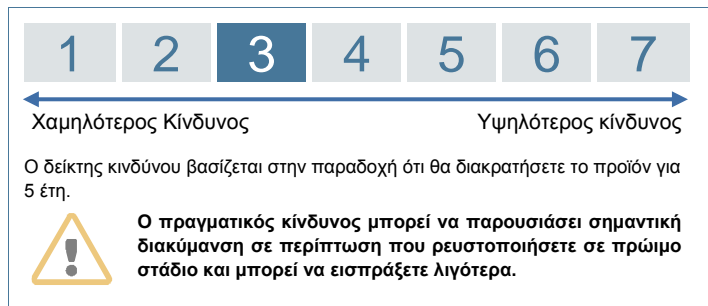 1 2 3 4 5 6 7
Χαμηλότερος Κίνδυνος Υψηλότερος κίνδυνος
Ο δείκτης κινδύνου βασίζεται στην παραδοχή ότι θα διακρατήσετε το προϊόν για
5 έτη.
Ο πραγματικός κίνδυνος μπορεί να παρουσιάσει σημαντική
διακύμανση σε περίπτωση που ρευστοποιήσετε σε πρώιμο
στάδιο και μπορεί να εισπράξετε λιγότερα.